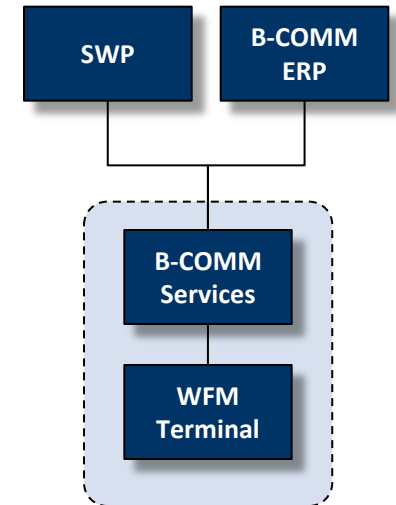 SWP
B-COMM
ERP
B-COMM
Services
WFM
Terminal